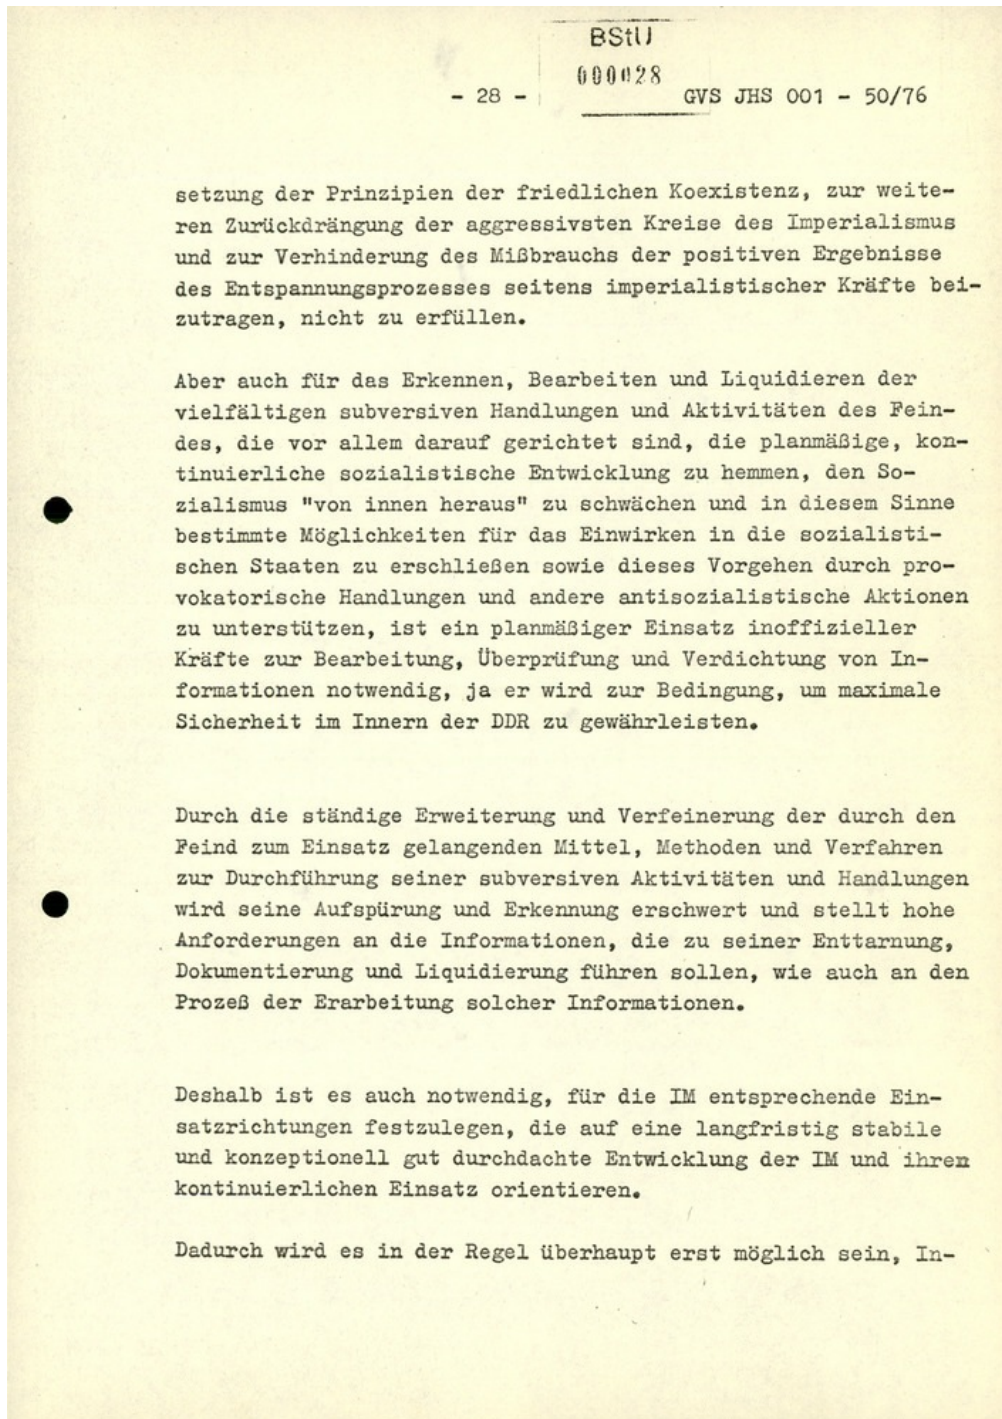 BStU
000028
- 28 -
GVS JHS 001 - 50/76
setzung der Prinzipien der friedlichen Koexistenz, zur weite-
ren Zurückdrängung der aggressivsten Kreise des Imperialismus
und zur Verhinderung des Mißbrauchs der positiven Ergebnisse
des Entspannungsprozesses seitens imperialistischer Kräfte bei-
zutragen, nicht zu erfüllen.
Aber auch für das Erkennen, Bearbeiten und Liquidieren der
vielfältigen subversiven Handlungen und Aktivitäten des Fein-
des, die vor allem darauf gerichtet sind, die planmäßige, kon-
tinuierliche sozialistische Entwicklung zu hemmen, den So-
zialismus "von innen heraus" zu schwächen und in diesem Sinne
bestimmte Möglichkeiten für das Einwirken in die sozialisti-
schen Staaten zu erschließen sowie dieses Vorgehen durch pro-
vokatorische Handlungen und andere antisozialistische Aktionen
zu unterstützen, ist ein planmäßiger Einsatz inoffizieller
Kräfte zur Bearbeitung, Überprüfung und Verdichtung von In-
formationen notwendig, ja er wird zur Bedingung, um maximale
Sicherheit im Innern der DDR zu gewährleisten.
Durch die ständige Erweiterung und Verfeinerung der durch den
Feind zum Einsatz gelangenden Mittel, Methoden und Verfahren
zur Durchführung seiner subversiven Aktivitäten und Handlungen
wird seine Aufspürung und Erkennung erschwert und stellt hohe
Anforderungen an die Informationen, die zu seiner Enttarnung,
Dokumentierung und Liquidierung führen sollen, wie auch an den
Prozeß der Erarbeitung solcher Informationen.
Deshalb ist es auch notwendig, für die IM entsprechende Ein-
satzrichtungen festzulegen, die auf eine langfristig stabile
und konzeptionell gut durchdachte Entwicklung der IM und ihren
kontinuierlichen Einsatz orientieren.
Dadurch wird es in der Regel überhaupt erst möglich sein, In-